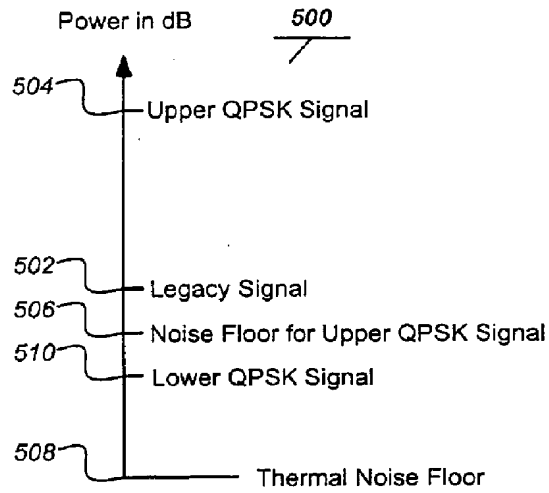 Power in dB
500
504
Upper QPSK Signal
502
Legacy Signal
506
Noise Floor for Upper QPSK Signal
510
Lower QPSK Signal
508
Thermal Noise Floor